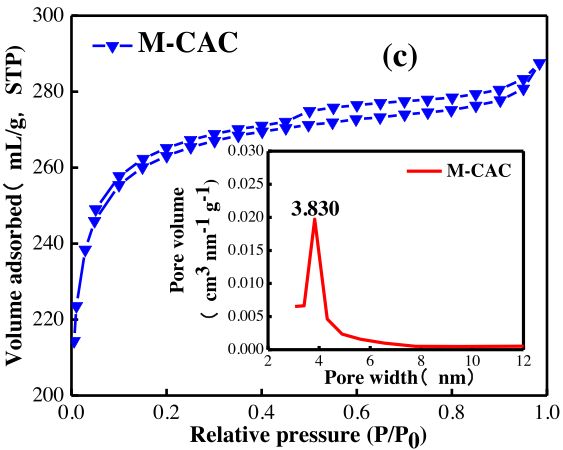 300
280
260
240
220
200
Volume adsorbed( mL/g, STP)
M-CAC
(c)
0.030
0.025
0.020
0.015
0.010
0.005
0.000
Pore volume
( cm³ nm⁻¹ g⁻¹)
M-CAC
3.830
2 4 6 8 10 12
Pore width( nm)
0.0 0.2 0.4 0.6 0.8 1.0
Relative pressure (P/P₀)